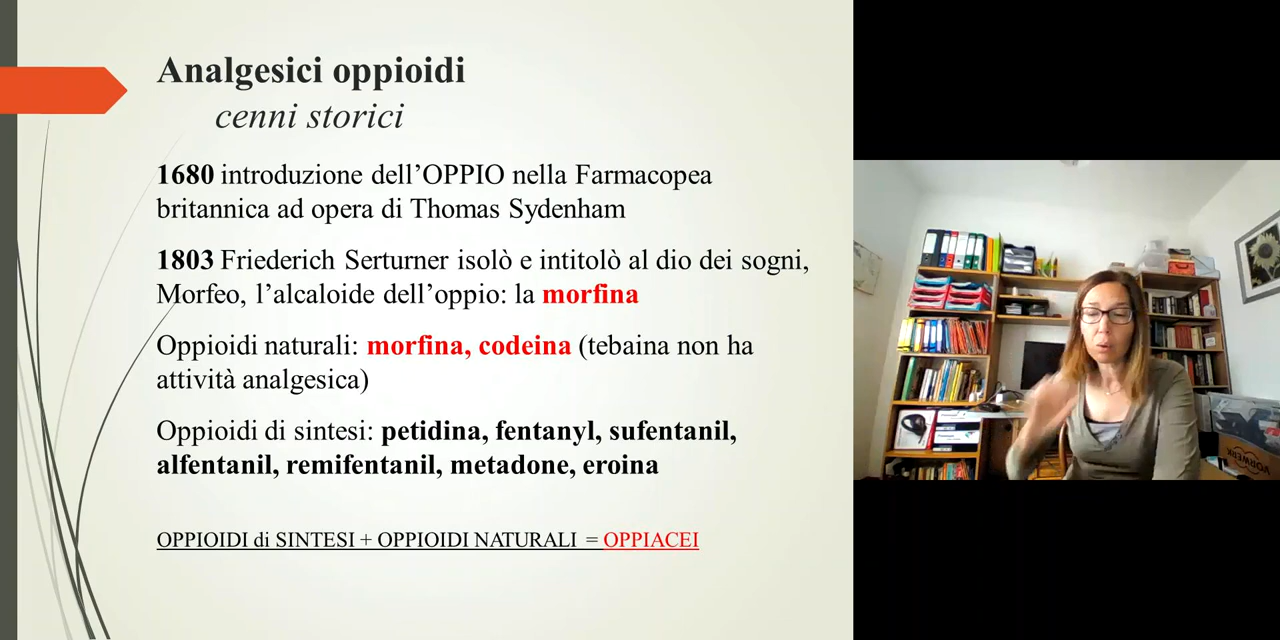 Analgesici oppioidi
cenni storici
1680 introduzione dell’OPPIO nella Farmacopea
britannica ad opera di Thomas Sydenham
1803 Friederich Serturner isolò e intitolò al dio dei sogni,
Morfeo, l’alcaloide dell’oppio: la morfina
Oppioidi naturali: morfina, codeina (tebaina non ha
attività analgesica)
Oppioidi di sintesi: petidina, fentanyl, sufentanil,
alfentanil, remifentanil, metadone, eroina
OPPIOIDI di SINTESI + OPPIOIDI NATURALI = OPPIACEI
VORWERK